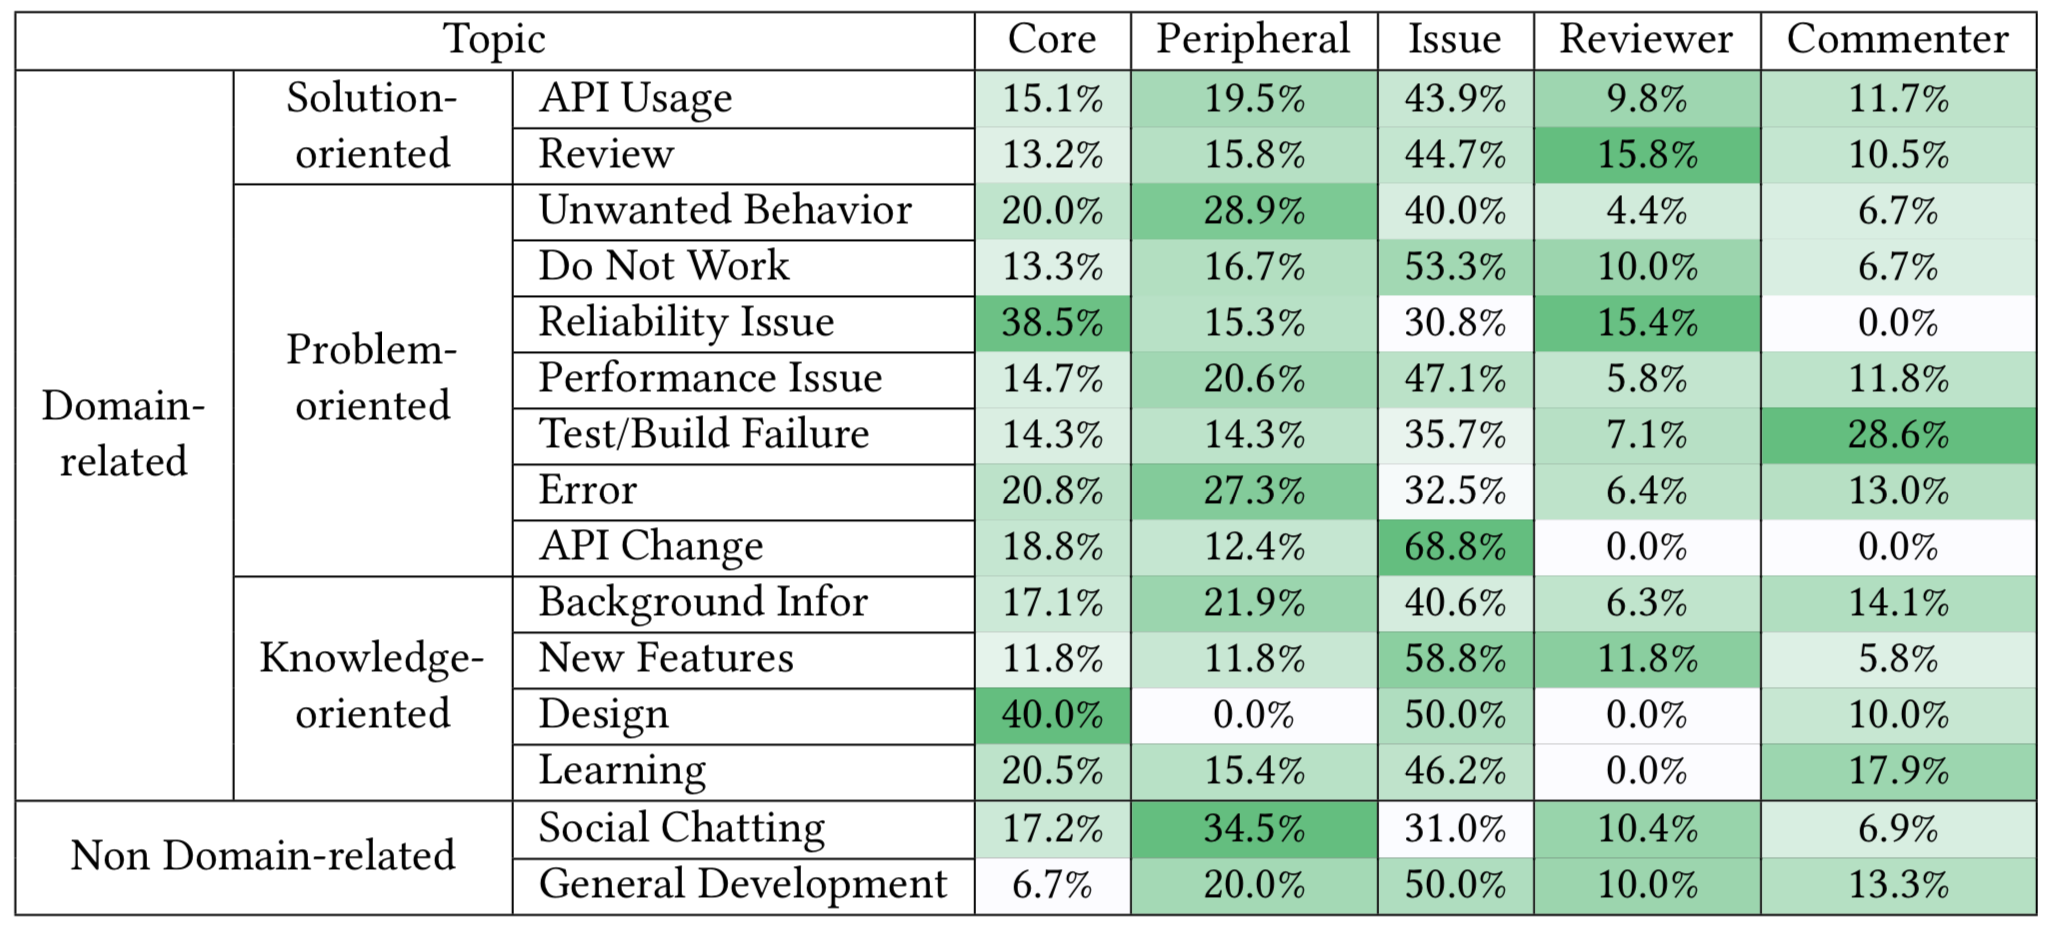 Topic Core Peripheral Issue Reviewer Commenter
Domain-
related
Solution-
oriented
API Usage 15.1% 19.5% 43.9% 9.8% 11.7%
Review 13.2% 15.8% 44.7% 15.8% 10.5%
Problem-
oriented
Unwanted Behavior 20.0% 28.9% 40.0% 4.4% 6.7%
Do Not Work 13.3% 16.7% 53.3% 10.0% 6.7%
Reliability Issue 38.5% 15.3% 30.8% 15.4% 0.0%
Performance Issue 14.7% 20.6% 47.1% 5.8% 11.8%
Test/Build Failure 14.3% 14.3% 35.7% 7.1% 28.6%
Error 20.8% 27.3% 32.5% 6.4% 13.0%
API Change 18.8% 12.4% 68.8% 0.0% 0.0%
Knowledge-
oriented
Background Infor 17.1% 21.9% 40.6% 6.3% 14.1%
New Features 11.8% 11.8% 58.8% 11.8% 5.8%
Design 40.0% 0.0% 50.0% 0.0% 10.0%
Learning 20.5% 15.4% 46.2% 0.0% 17.9%
Non Domain-related
Social Chatting 17.2% 34.5% 31.0% 10.4% 6.9%
General Development 6.7% 20.0% 50.0% 10.0% 13.3%